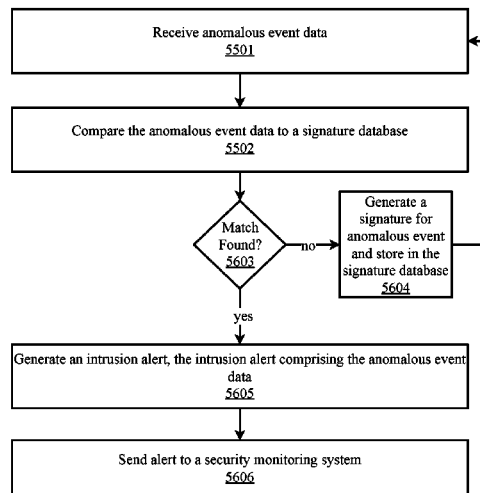 Receive anomalous event data
5501
Compare the anomalous event data to a signature database
5502
Match
Found?
5603
no
Generate a
signature for
anomalous event
and store in the
signature database
5604
yes
Generate an intrusion alert, the intrusion alert comprising the anomalous event
data
5605
Send alert to a security monitoring system
5606